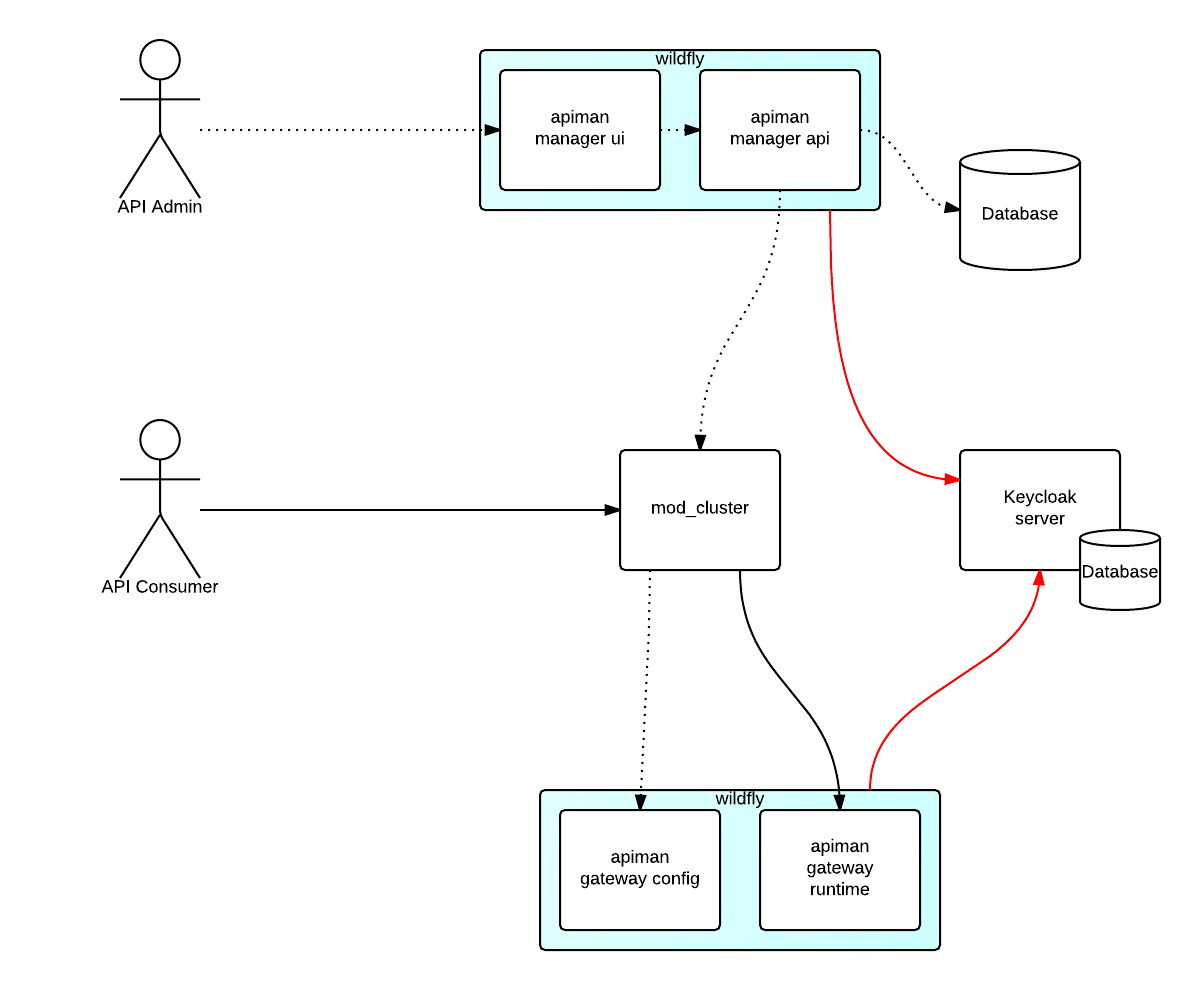 wildfly
apiman
manager ui
apiman
manager api
API Admin
Database
Keycloak
server
mod_cluster
Database
API Consumer
wildfly
apiman
gateway config
apiman
gateway
runtime